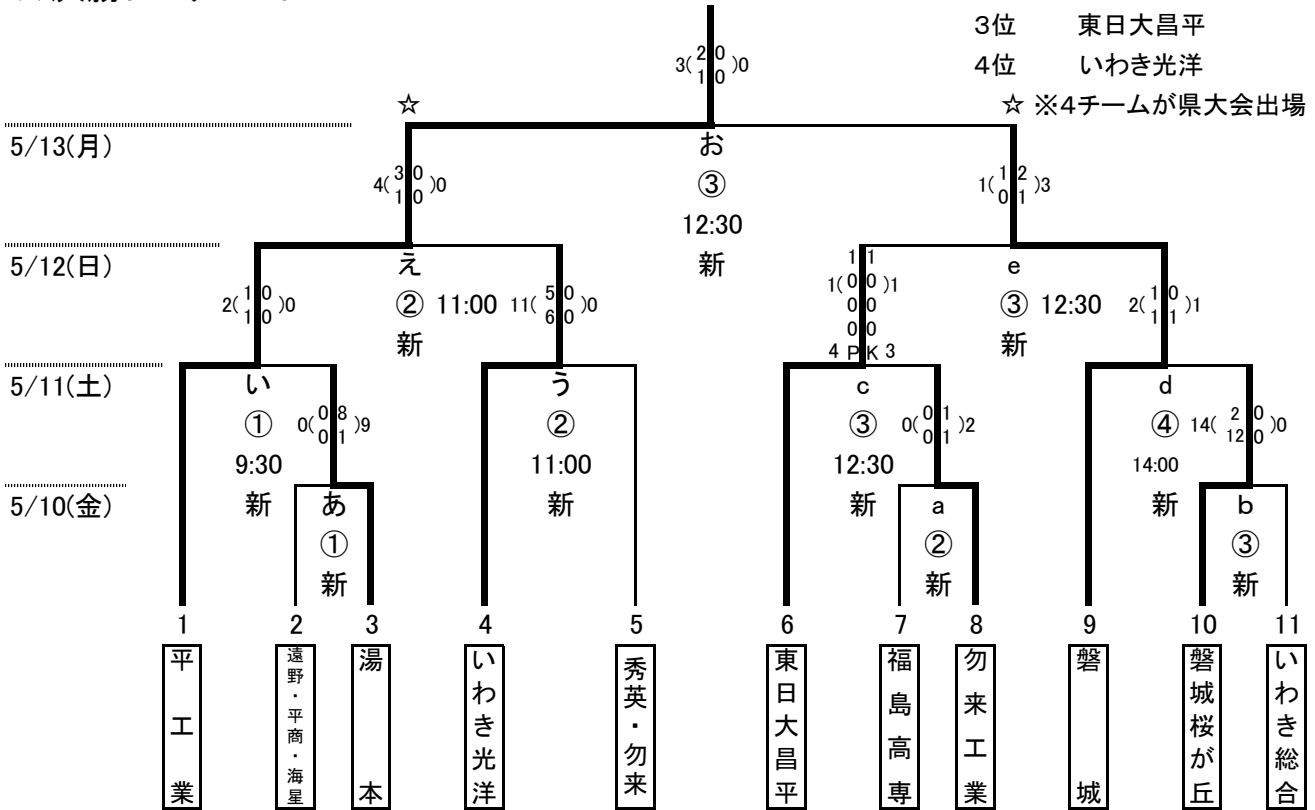 3位 東日大昌平
4位 いわき光洋
☆ ☆ ※4チームが県大会出場
3( 2 0 )0
1 0
5/13(月)
お
③
12:30
新
4( 3 0 )0
1 0
1( 1 2 )3
0 1
5/12(日)
え
② 11:00
新
e
③ 12:30
新
2( 1 0 )0
1 0
11( 5 0 )0
6 0
1 1
1( 0 0 )1
0 0
0 0
4 PK 3
2( 1 0 )1
1 1
5/11(土)
い
①
9:30
新
う
②
11:00
新
c
③
12:30
新
d
④
14:00
新
0( 0 8 )9
0 1
0( 0 1 )2
0 1
14( 2 0 )0
12 0
5/10(金)
あ
①
新
a
②
新
b
③
新
1 2 3 4 5 6 7 8 9 10 11
平工業
遠野・平商・海星
湯本
いわき光洋
秀英・勿来
東日大昌平
福島高専
勿来工業
磐城
磐城桜が丘
いわき総合